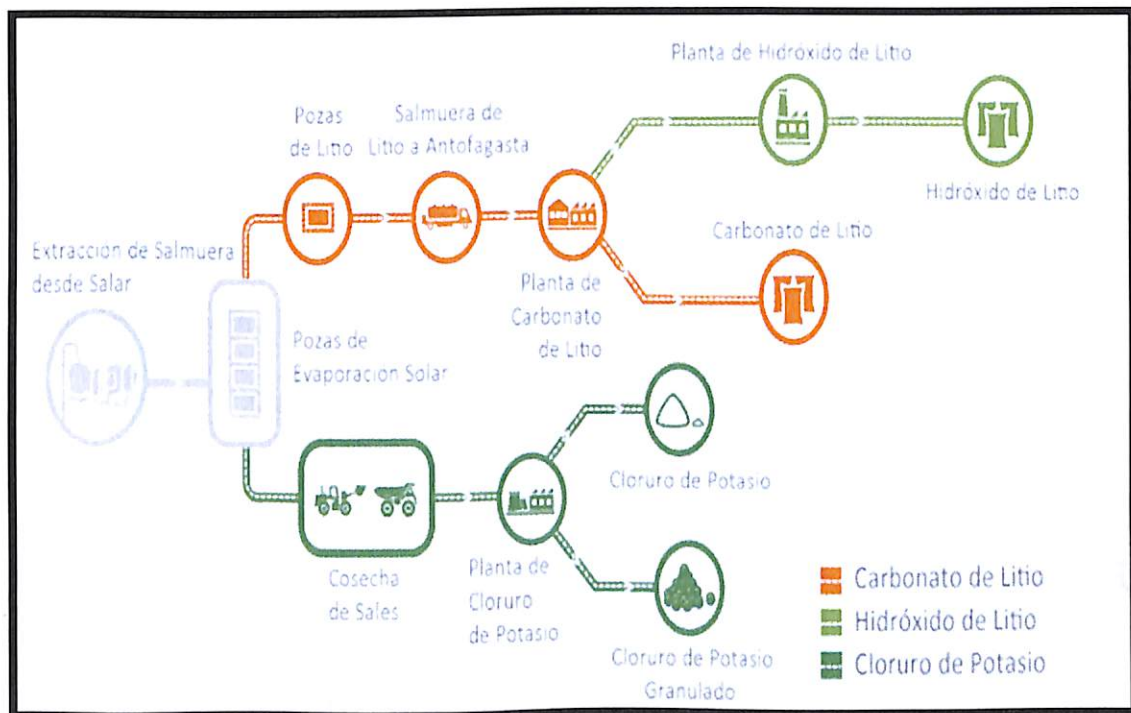 Planta de Hidróxido de Litio
Pozas
de Litio
Salmuera de
Litio a Antofagasta
Hidróxido de Litio
Carbonato de Litio
Extracción de Salmuera
desde Salar
Planta de
Carbonato
de Litio
Pozas de
Evaporación Solar
Cloruro de Potasio
Cosecha
de Sales
Planta de
Cloruro
de Potasio
Cloruro de Potasio
Granulado
Carbonato de Litio
Hidróxido de Litio
Cloruro de Potasio